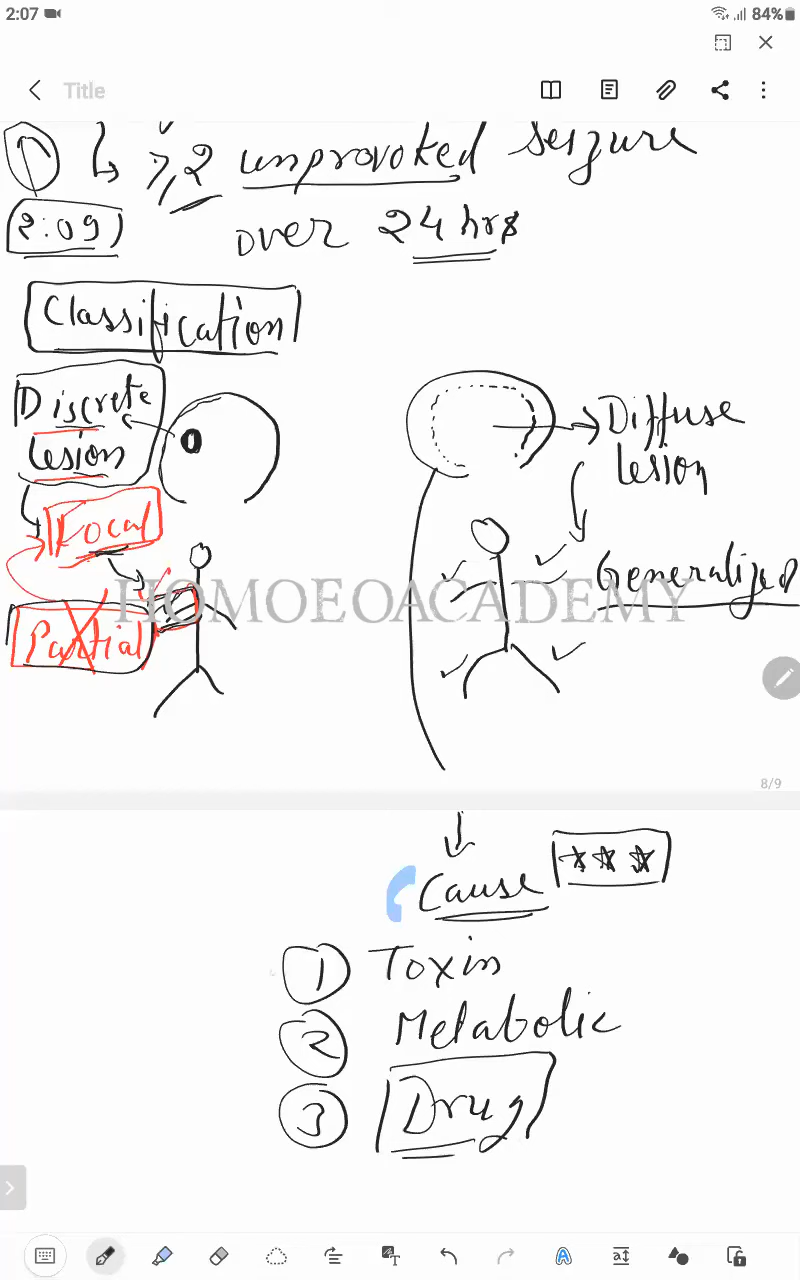 2:07 84%
Title
↑ ↳ ≥2 unprovoked seizure
2:09 over 24 hrs
Classification
Discrete
lesion
Diffuse
lesion
Focal
Generalized
HOMOEOACADEMY
Partial
8/9
Cause ***
1 Toxin
2 Metabolic
3 Drug